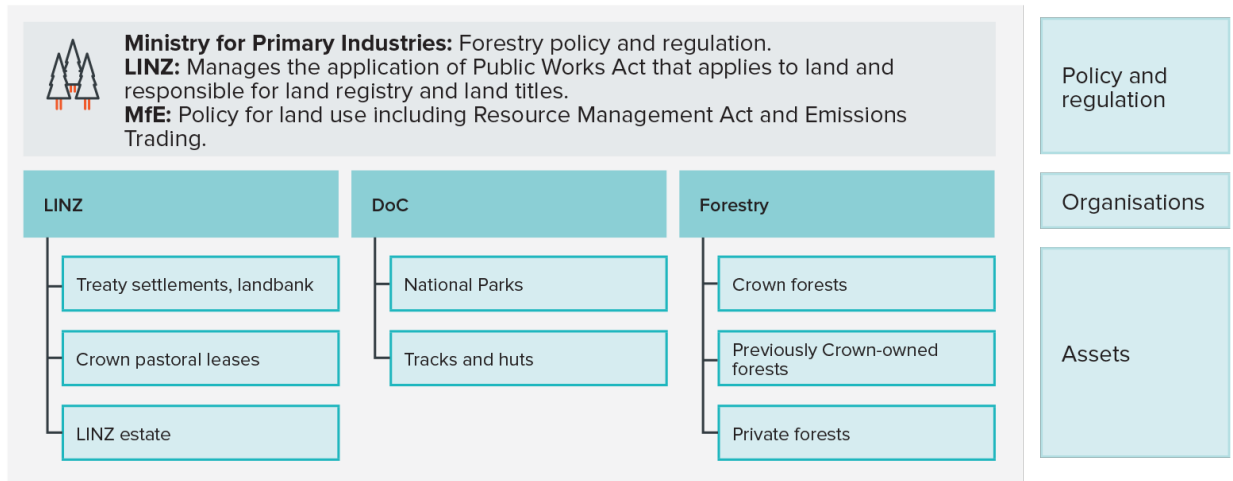 Ministry for Primary Industries: Forestry policy and regulation.
LINZ: Manages the application of Public Works Act that applies to land and
responsible for land registry and land titles.
MfE: Policy for land use including Resource Management Act and Emissions
Trading.
Policy and
regulation
LINZ
DoC
Forestry
Organisations
Treaty settlements, landbank
Crown pastoral leases
LINZ estate
National Parks
Tracks and huts
Crown forests
Previously Crown-owned
forests
Private forests
Assets